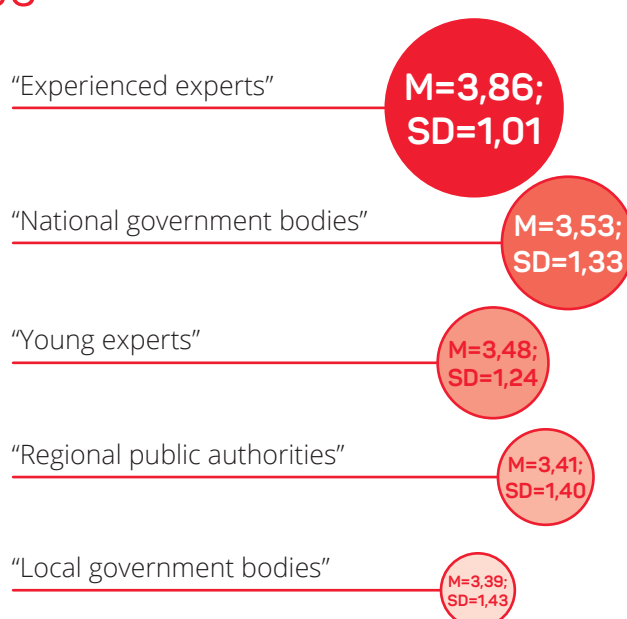 “Experienced experts”
M=3,86;
SD=1,01
“National government bodies”
M=3,53;
SD=1,33
“Young experts”
M=3,48;
SD=1,24
“Regional public authorities”
M=3,41;
SD=1,40
“Local government bodies”
M=3,39;
SD=1,43